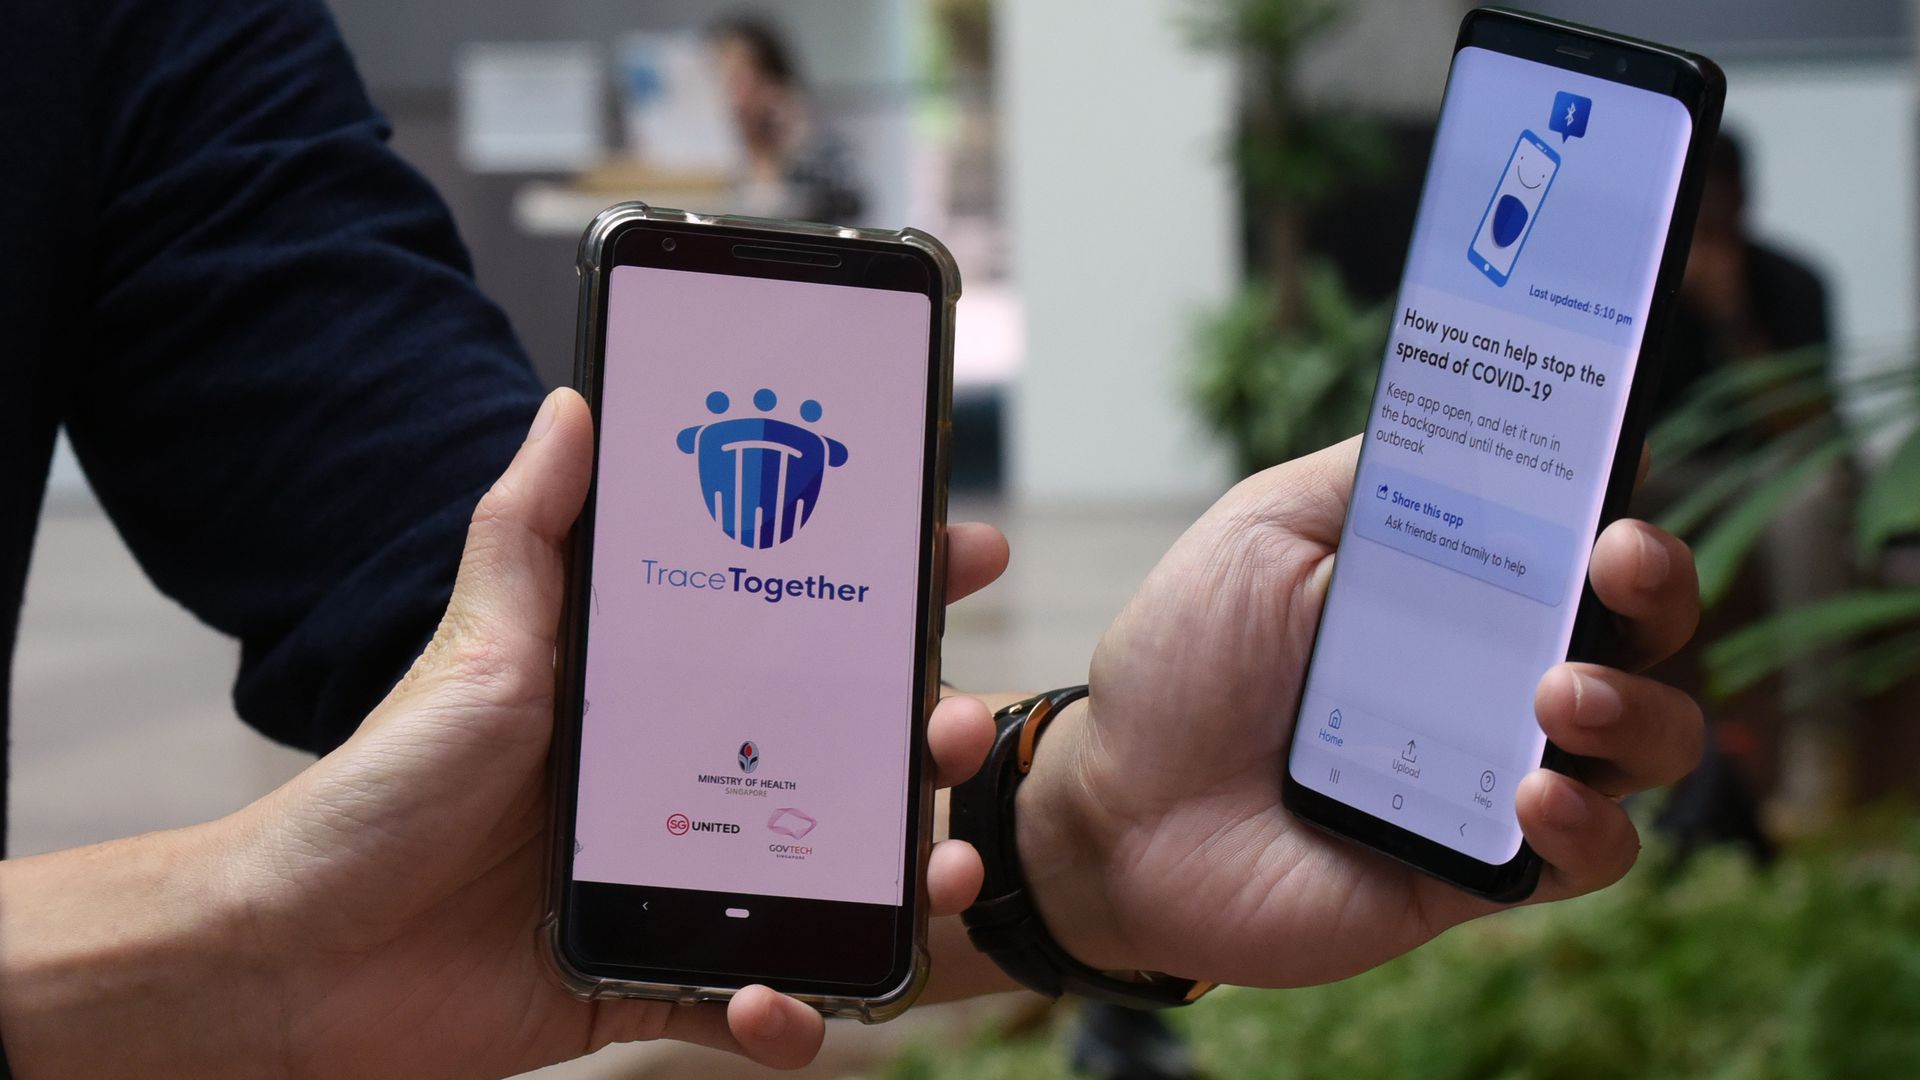 TraceTogether
MINISTRY OF HEALTH
SINGAPORE
SG UNITED
GOVTECH
SINGAPORE
Last updated: 5:10 pm
How you can help stop the
spread of COVID-19
Keep app open, and let it run in
the background until the end of the
outbreak
Share this app
Ask friends and family to help
Home
Upload
Help